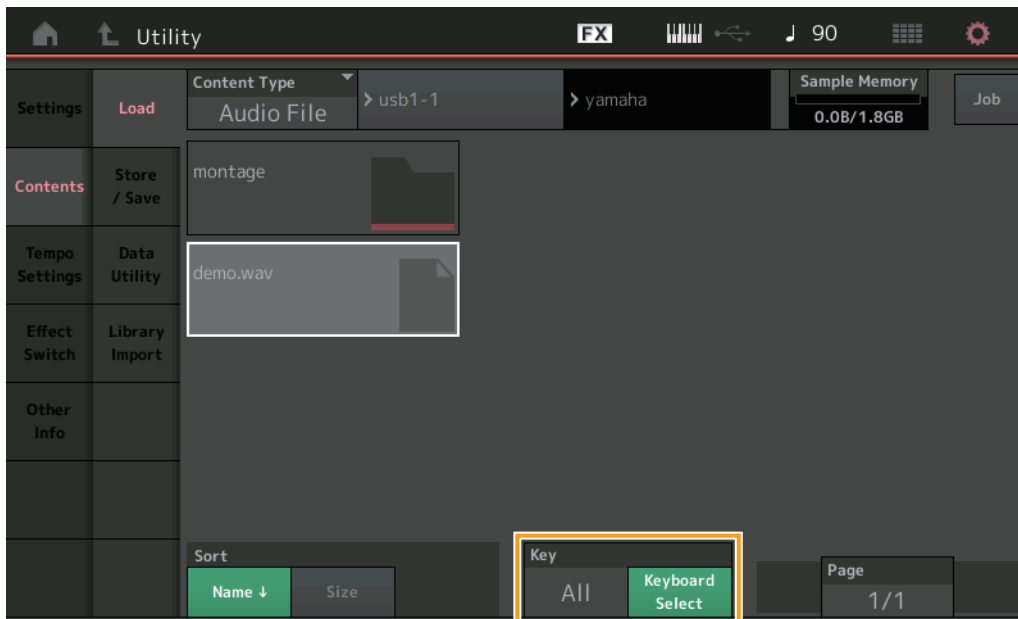 Utility
FX
90
Settings
Load
Content Type
Audio File
usb1-1
yamaha
Sample Memory
0.0B/1.8GB
Job
Contents
Store
/ Save
montage
Tempo
Settings
Data
Utility
demo.wav
Effect
Switch
Library
Import
Other
Info
Sort
Name ↓
Size
Key
All
Keyboard
Select
Page
1/1